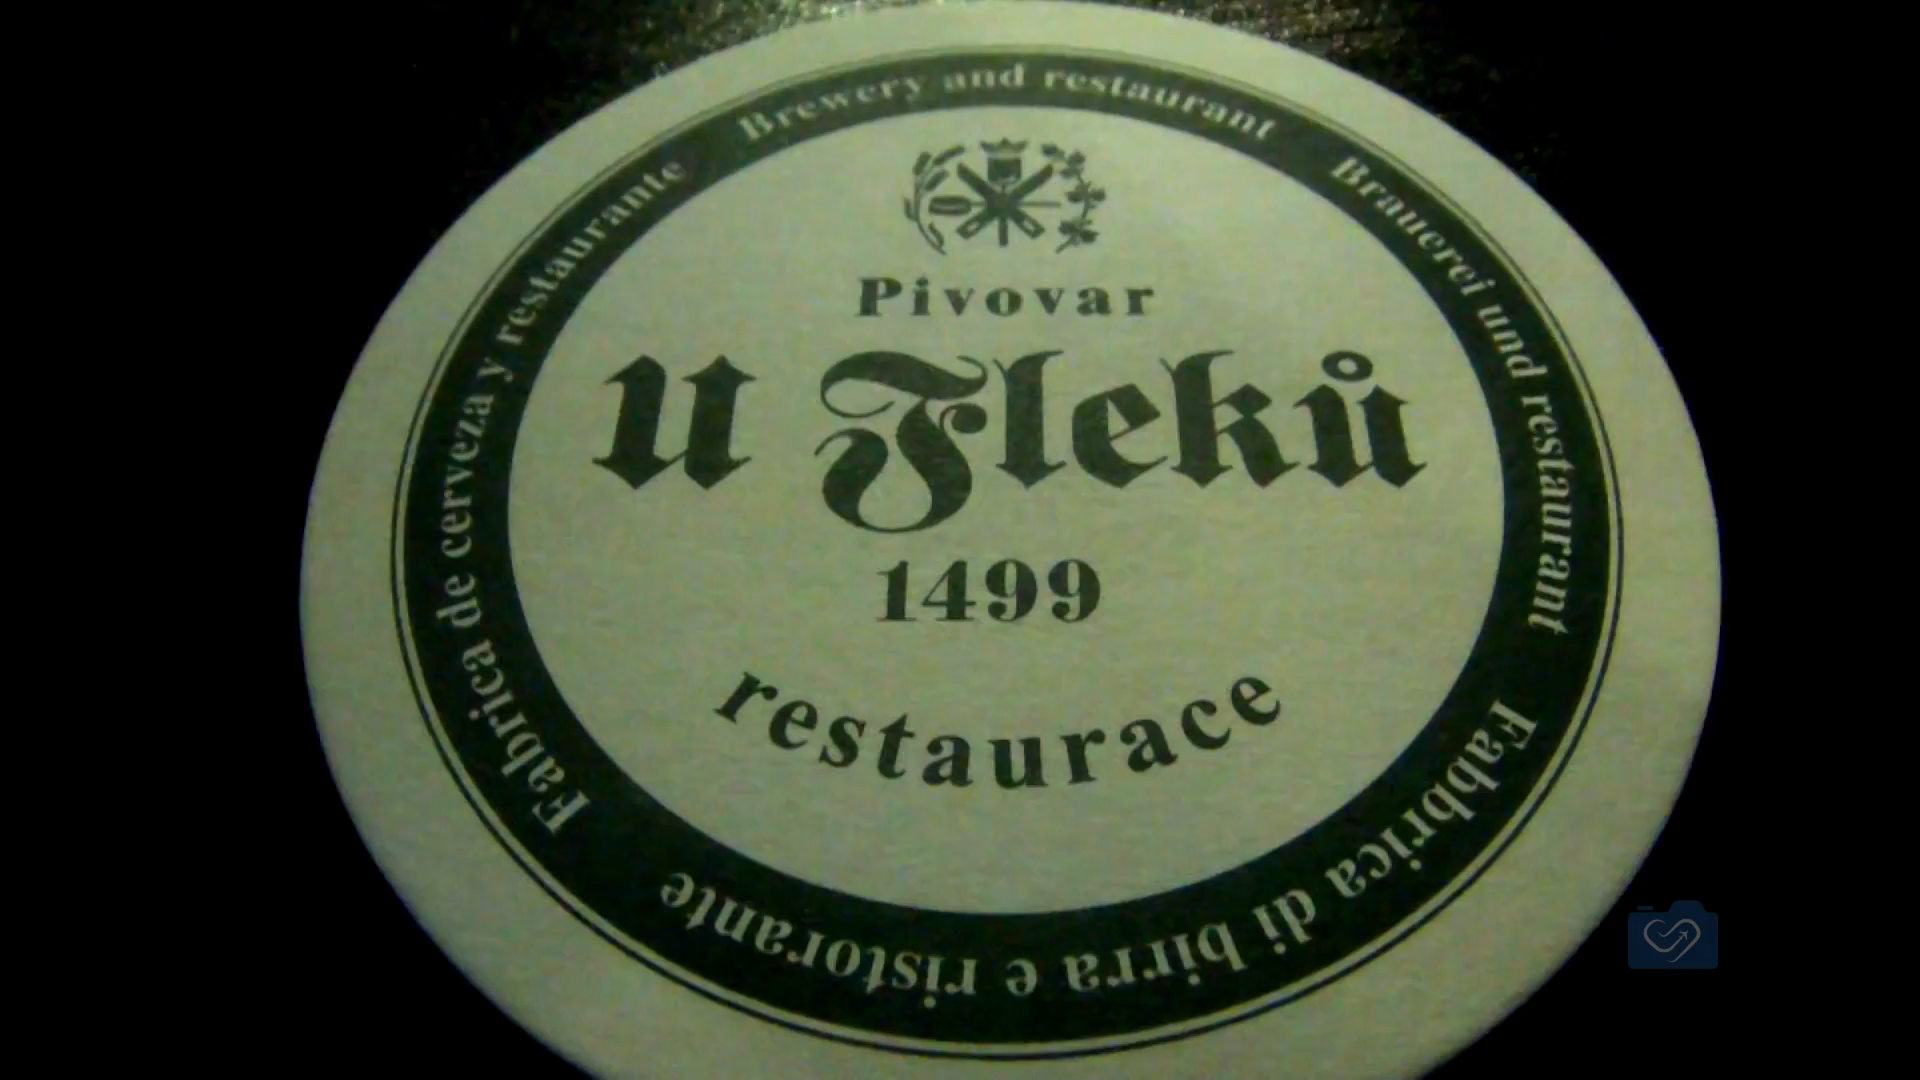 Brewery and restaurant
Brauerei und restaurant
Fabbrica di birra e ristorante
Fabrica de cerveza y restaurante
Pivovar
U Fleků
1499
restaurace